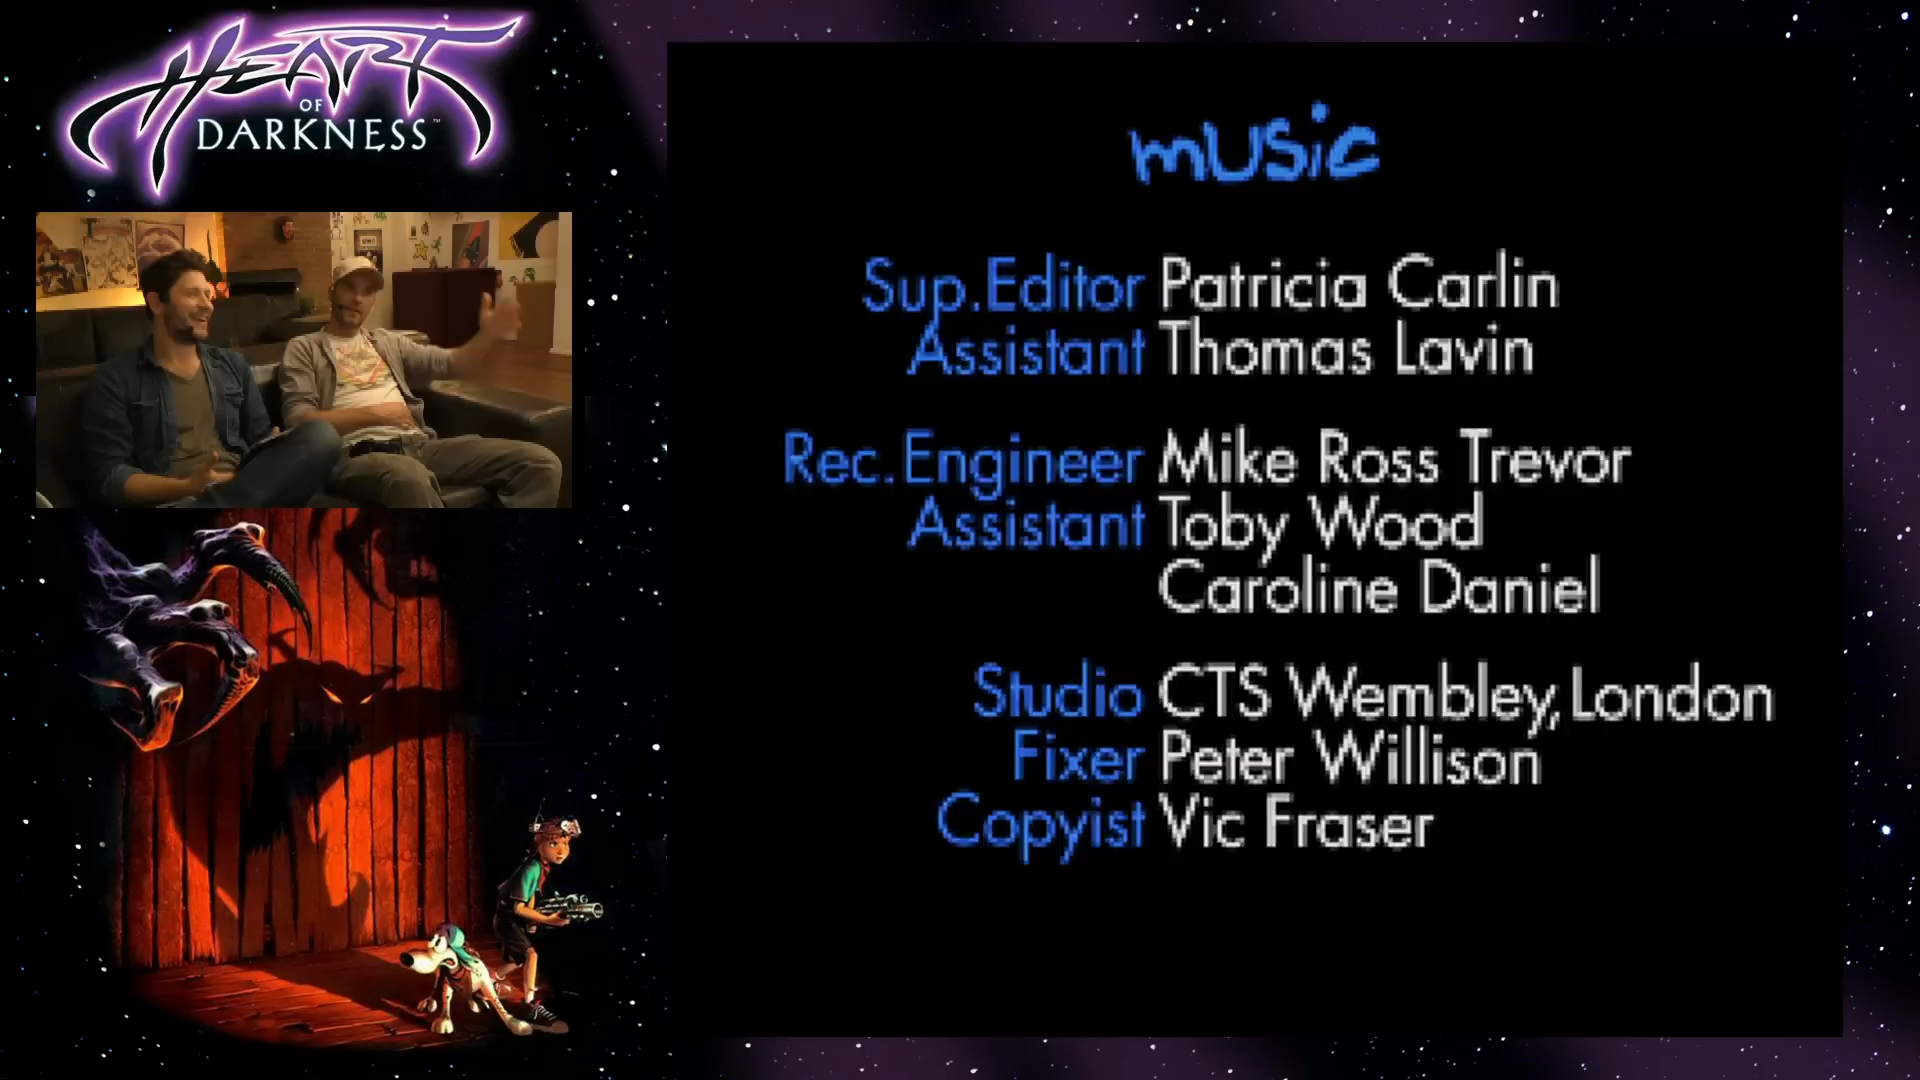 HEART
OF
DARKNESS™
music
Sup.Editor Patricia Carlin
Assistant Thomas Lavin
Rec.Engineer Mike Ross Trevor
Assistant Toby Wood
Caroline Daniel
Studio CTS Wembley, London
Fixer Peter Willison
Copyist Vic Fraser